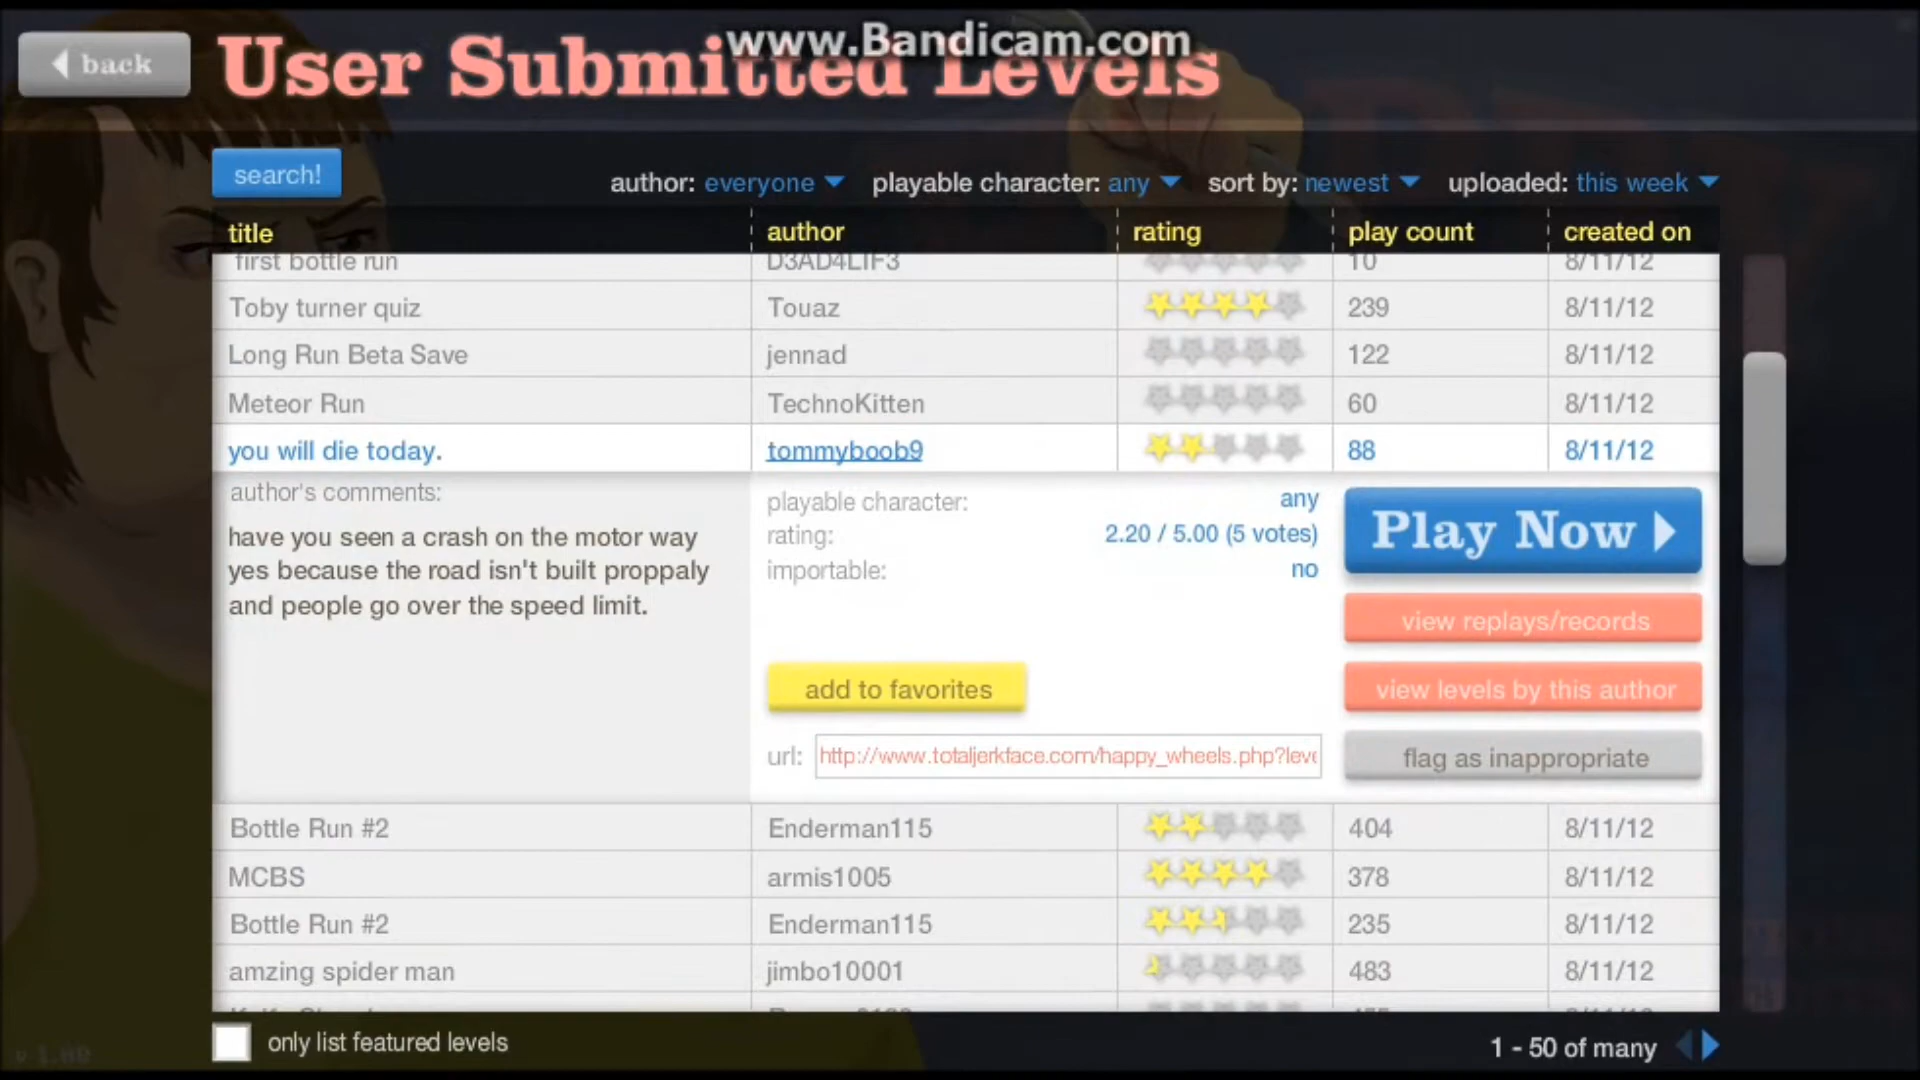 www.Bandicam.com
back
User Submitted Levels
search!
author: everyone playable character: any sort by: newest uploaded: this week
title author rating play count created on
first bottle run D3AD4LIF3 10 8/11/12
Toby turner quiz Touaz 239 8/11/12
Long Run Beta Save jennad 122 8/11/12
Meteor Run TechnoKitten 60 8/11/12
you will die today. tommyboob9 88 8/11/12
author's comments:
have you seen a crash on the motor way
yes because the road isn't built proppaly
and people go over the speed limit.
playable character: any
rating: 2.20 / 5.00 (5 votes)
importable: no
add to favorites
url: http://www.totaljerkface.com/happy_wheels.php?leve
Play Now
view replays/records
view levels by this author
flag as inappropriate
Bottle Run #2 Enderman115 404 8/11/12
MCBS armis1005 378 8/11/12
Bottle Run #2 Enderman115 235 8/11/12
amzing spider man jimbo10001 483 8/11/12
only list featured levels
1 - 50 of many